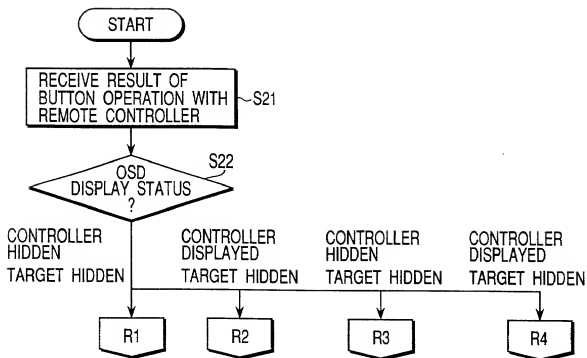 START
RECEIVE RESULT OF
BUTTON OPERATION WITH
REMOTE CONTROLLER
S21
S22
OSD
DISPLAY STATUS
?
CONTROLLER
HIDDEN
TARGET HIDDEN
CONTROLLER
DISPLAYED
TARGET HIDDEN
CONTROLLER
HIDDEN
TARGET HIDDEN
CONTROLLER
DISPLAYED
TARGET HIDDEN
R1
R2
R3
R4